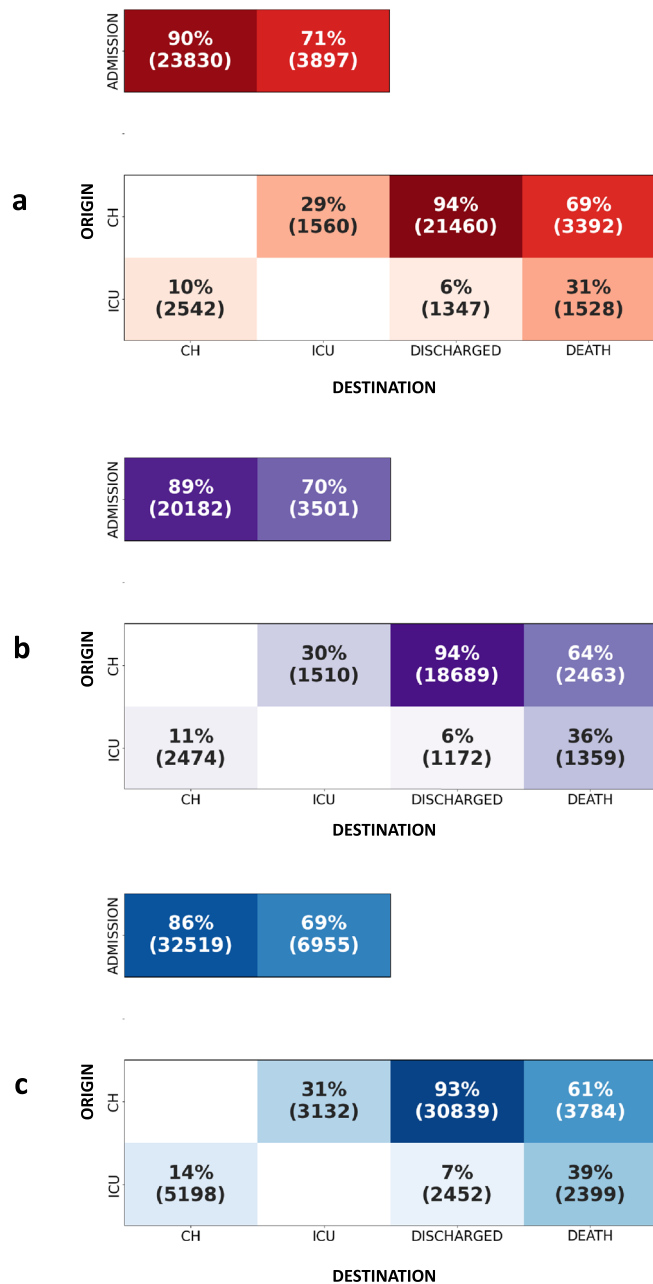 ADMISSION
90% 71%
(23830) (3897)
a
ORIGIN
CH
29% 94% 69%
(1560) (21460) (3392)
ICU
10% 6% 31%
(2542) (1347) (1528)
CH ICU DISCHARGED DEATH
DESTINATION
ADMISSION
89% 70%
(20182) (3501)
b
ORIGIN
CH
30% 94% 64%
(1510) (18689) (2463)
ICU
11% 6% 36%
(2474) (1172) (1359)
CH ICU DISCHARGED DEATH
DESTINATION
ADMISSION
86% 69%
(32519) (6955)
c
ORIGIN
CH
31% 93% 61%
(3132) (30839) (3784)
ICU
14% 7% 39%
(5198) (2452) (2399)
CH ICU DISCHARGED DEATH
DESTINATION